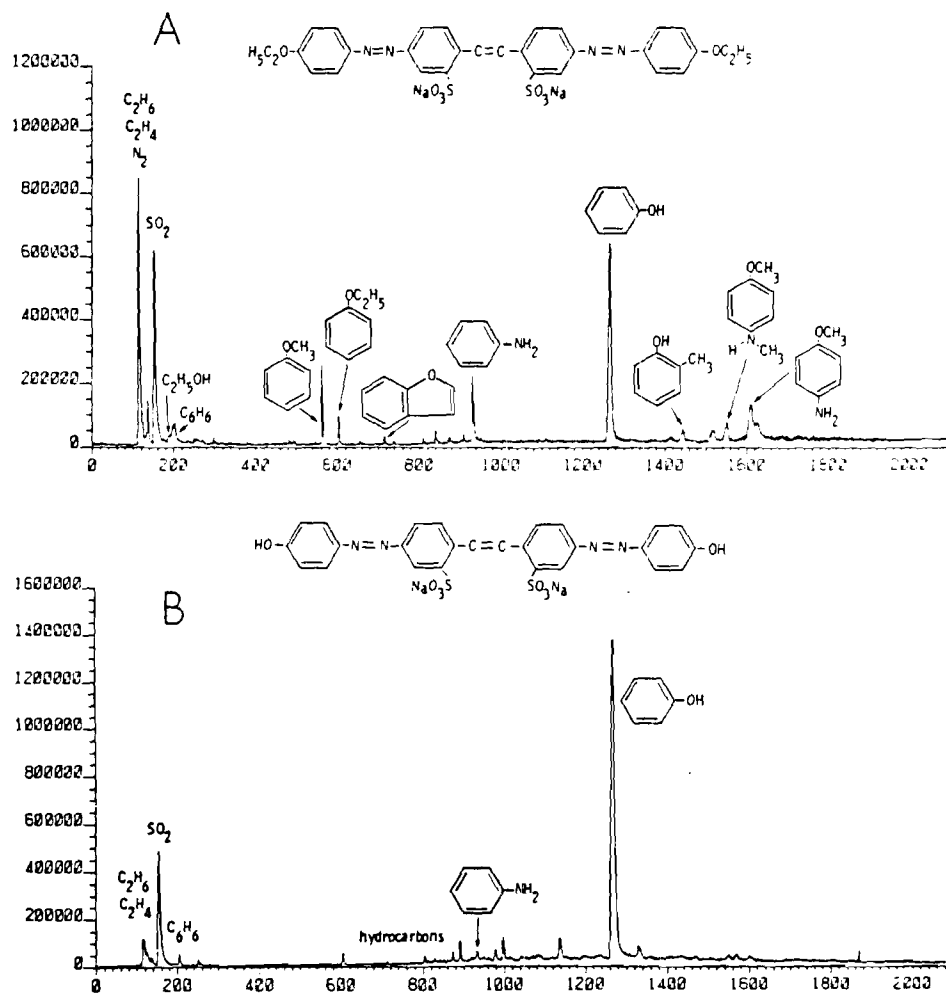 A
H₅C₂O N=N C=C N=N OC₂H₅
NaO₃S SO₃Na
1200000
1000000
800000
600000
400000
200000
0
C₂H₆
C₂H₄
N₂
SO₂
C₂H₅OH
C₆H₆
OCH₃
OC₂H₅
O
NH₂
OH
OH
CH₃
OCH₃
H N CH₃
OCH₃
NH₂
0 200 400 600 800 1000 1200 1400 1600 1800 2000
HO N=N C=C N=N OH
NaO₃S SO₃Na
B
1600000
1400000
1200000
1000000
800000
600000
400000
200000
0
SO₂
C₂H₆
C₂H₄
C₆H₆
hydrocarbons
NH₂
OH
0 200 400 600 800 1000 1200 1400 1600 1800 2000